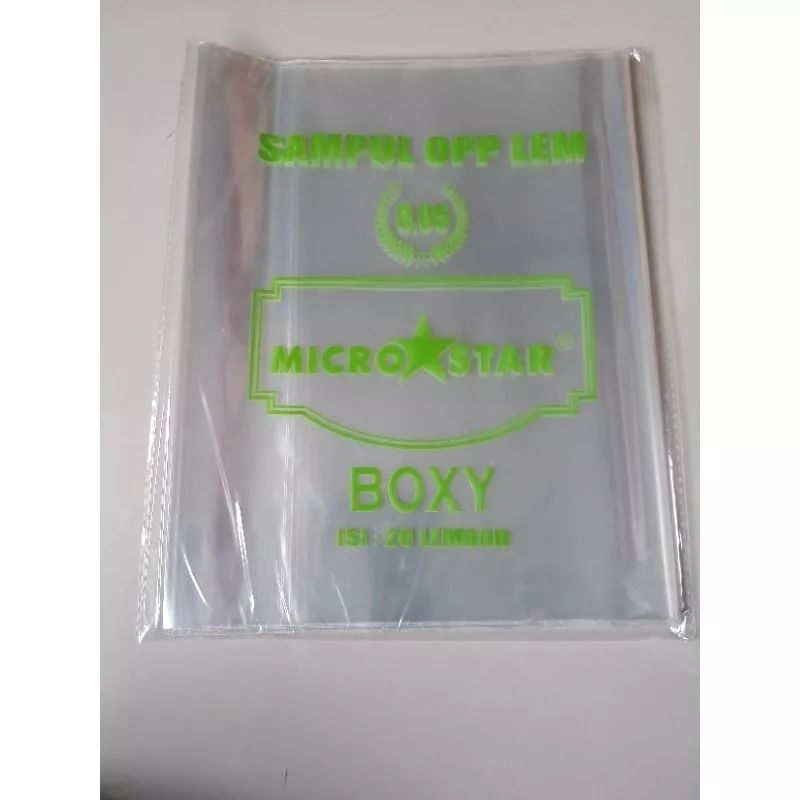 SAMPUL OPP LEM
0,05
MICRO STAR ®
BOXY
ISI : 20 LEMBAR